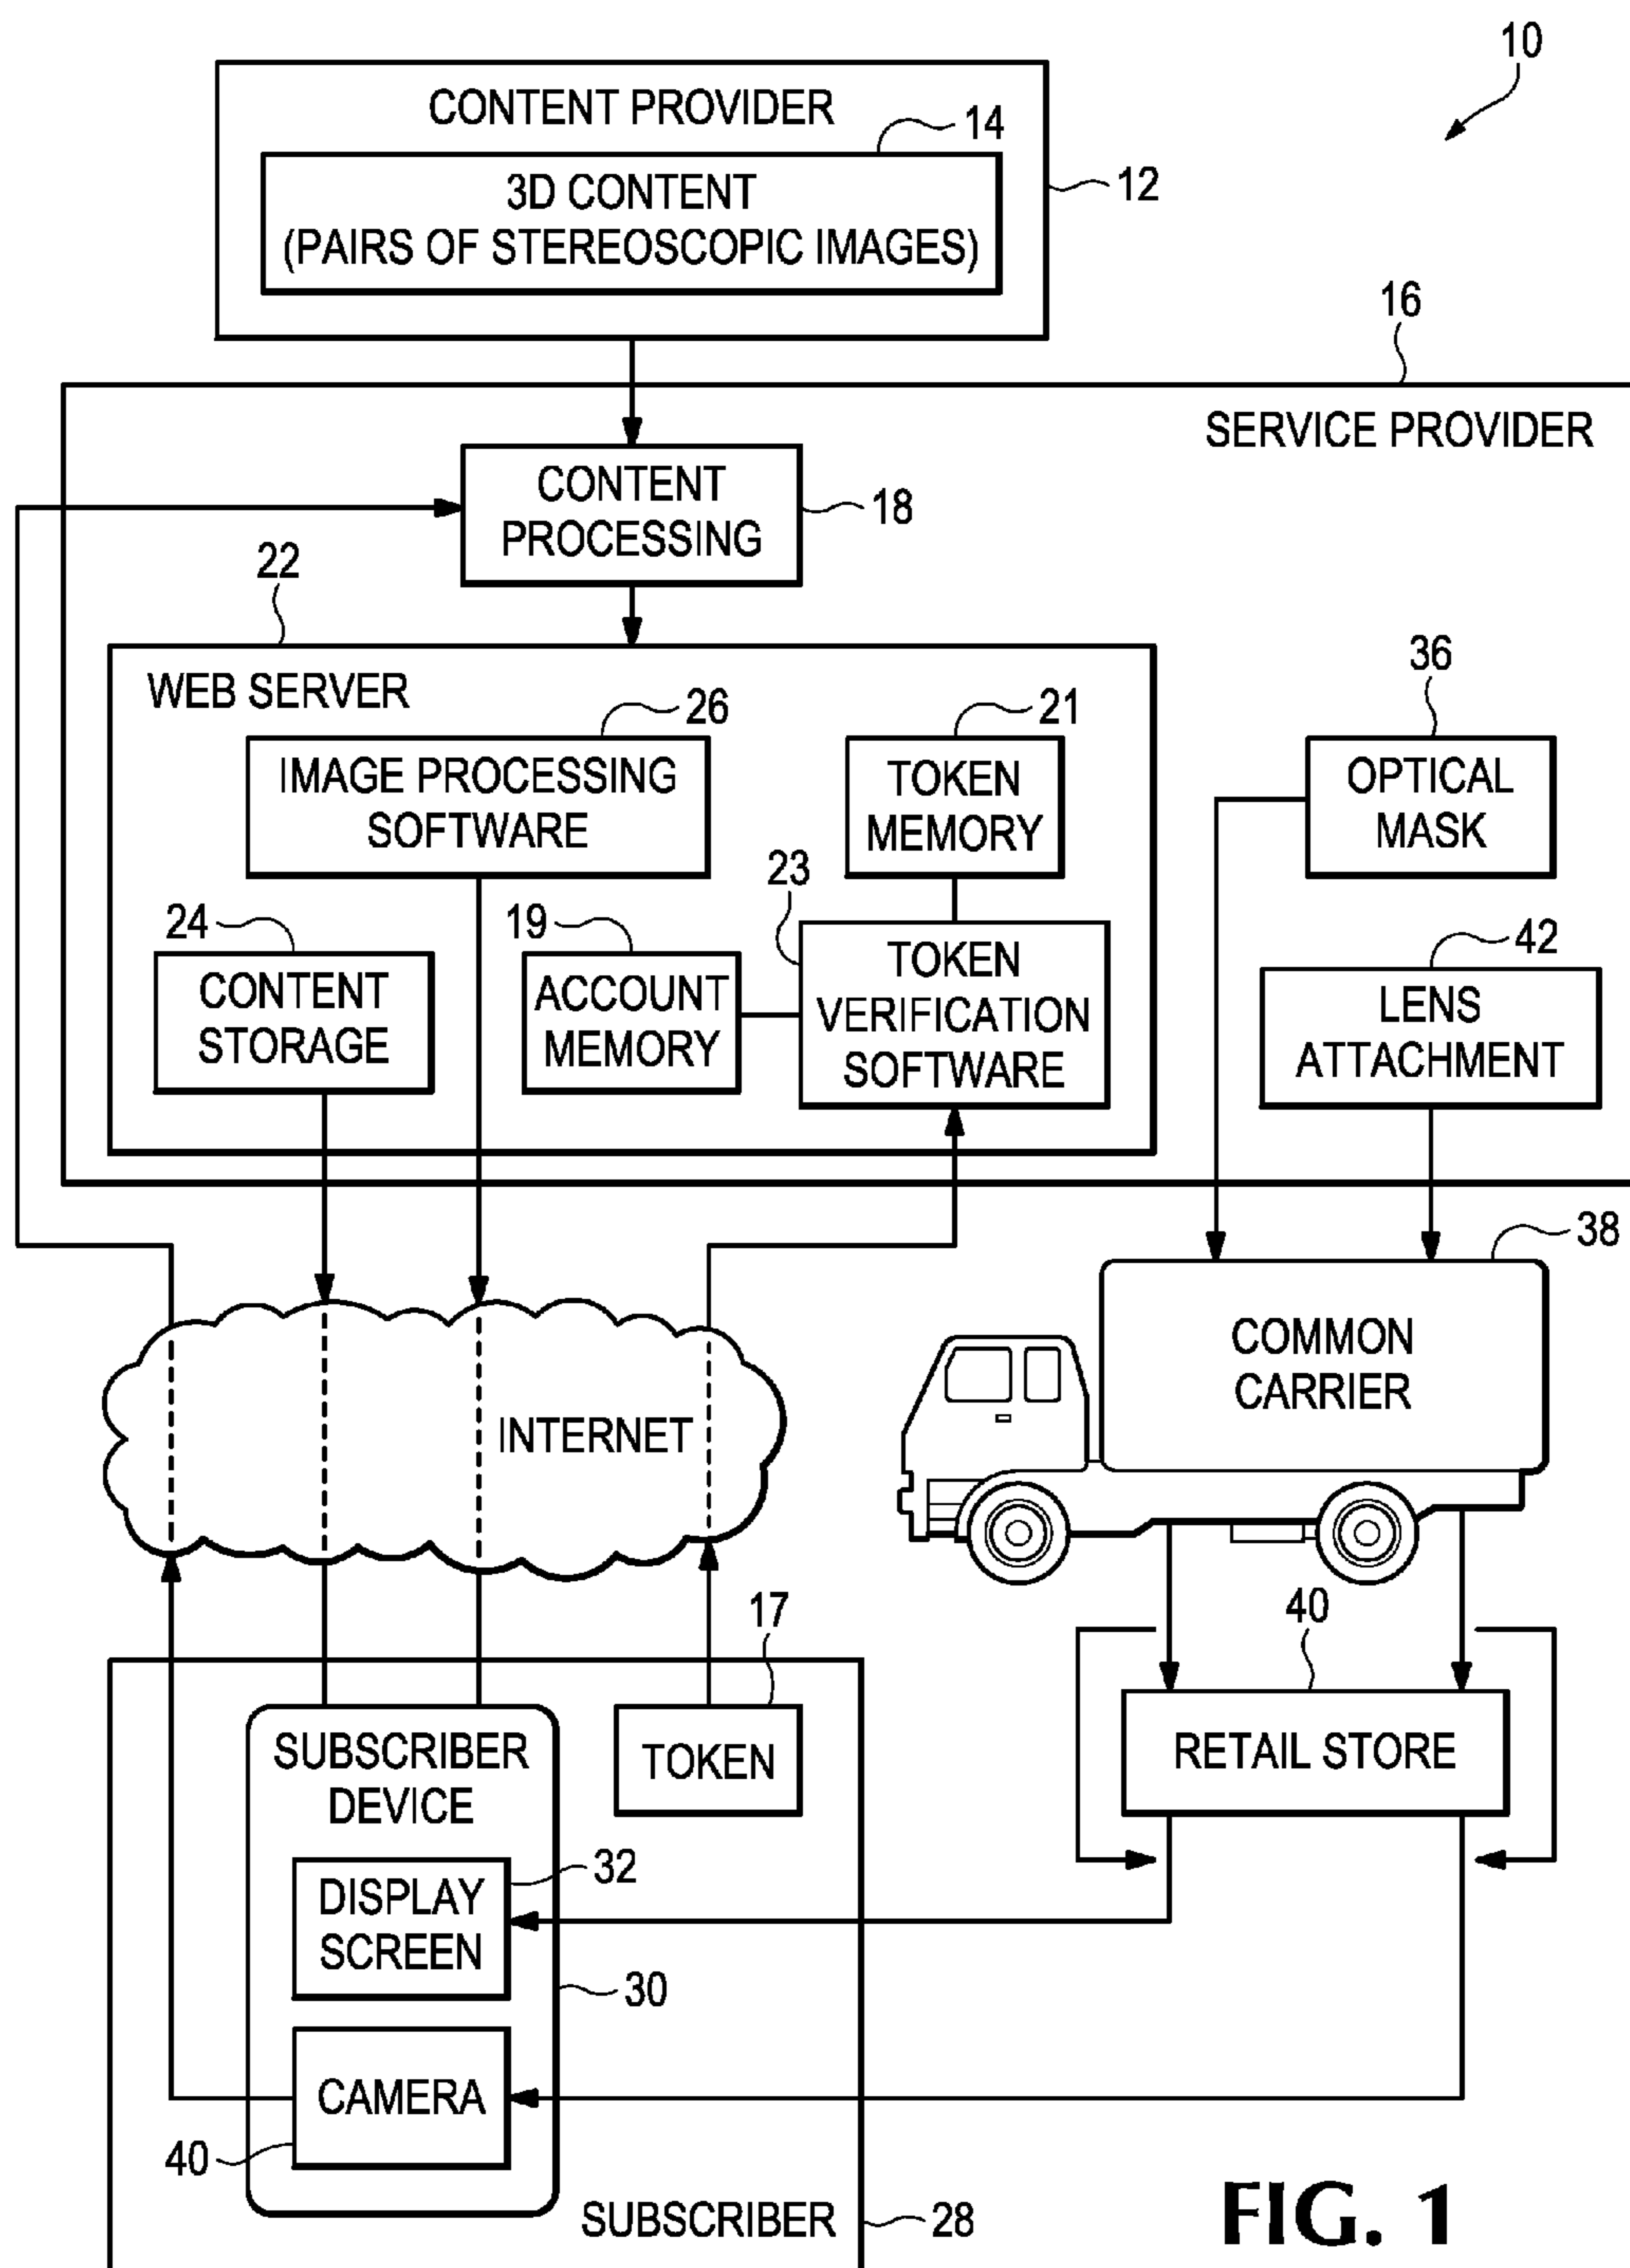 10
CONTENT PROVIDER
14
3D CONTENT
(PAIRS OF STEREOSCOPIC IMAGES)
12
16
SERVICE PROVIDER
CONTENT
PROCESSING
18
22
WEB SERVER
26
IMAGE PROCESSING
SOFTWARE
21
TOKEN
MEMORY
36
OPTICAL
MASK
23
24
CONTENT
STORAGE
19
ACCOUNT
MEMORY
TOKEN
VERIFICATION
SOFTWARE
42
LENS
ATTACHMENT
38
COMMON
CARRIER
INTERNET
17
TOKEN
40
RETAIL STORE
SUBSCRIBER
DEVICE
32
DISPLAY
SCREEN
30
CAMERA
40
SUBSCRIBER
28
FIG. 1